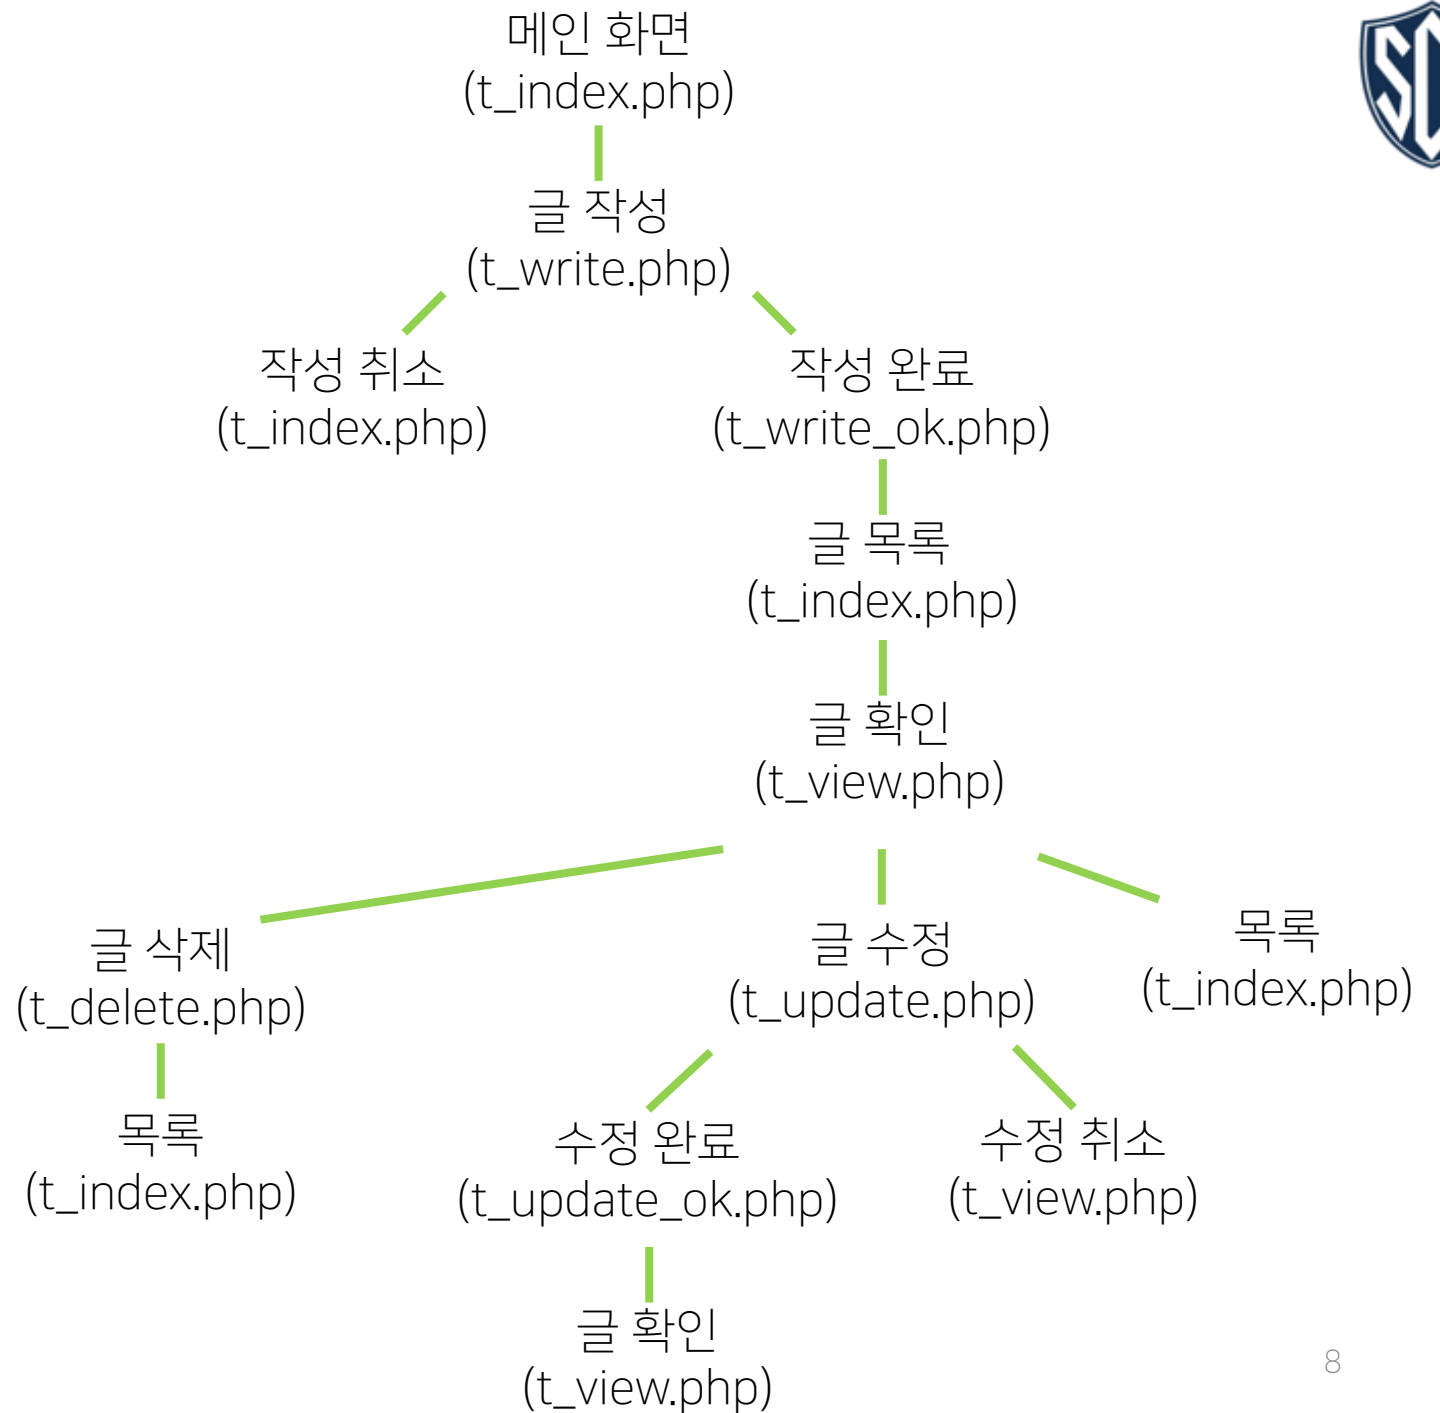 메인 화면
(t_index.php)
글 작성
(t_write.php)
작성 취소
(t_index.php)
작성 완료
(t_write_ok.php)
글 목록
(t_index.php)
글 확인
(t_view.php)
글 삭제
(t_delete.php)
글 수정
(t_update.php)
목록
(t_index.php)
목록
(t_index.php)
수정 완료
(t_update_ok.php)
수정 취소
(t_view.php)
글 확인
(t_view.php)
8